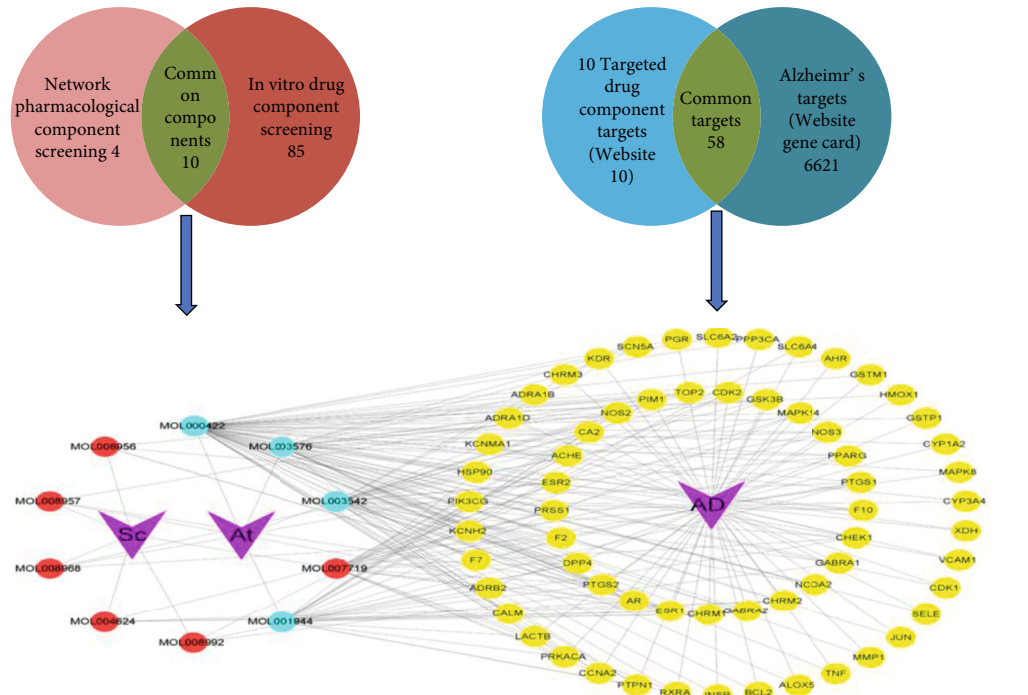 Network
pharmacological
component
screening 4
Comm
on
compo
nents
10
In vitro drug
component
screening
85
10 Targeted
drug
component
targets
(Website
10)
Common
targets
58
Alzheimr' s
targets
(Website
gene card)
6621
MOL000422
MOL008956
MOL003576
MOL008957
MOL003542
Sc
At
MOL008968
MOL007719
MOL004624
MOL001944
MOL008992
SLC6A2
PPP3CA
PGR
SLC6A4
SCN5A
AHR
KDR
GSTM1
CHRM3
HMOX1
ADRA1B
GSTP1
ADRA1D
CYP1A2
KCNMA1
MAPK8
HSP90
CYP3A4
PIK3CG
XDH
KCNH2
VCAM1
F7
CDK1
ADRB2
SELE
CALM
JUN
LACTB
MMP1
PRKACA
TNF
CCNA2
ALOX5
PTPN1
BCL2
RXRA
INSR
TOP2
CDK2
PIM1
GSK3B
NOS2
MAPK14
CA2
NOS3
ACHE
PPARG
ESR2
PTGS1
PRSS1
F10
F2
CHEK1
DPP4
GABRA1
PTGS2
NCOA2
AR
CHRM2
ESR1
CHRM1
GABRA2
AD